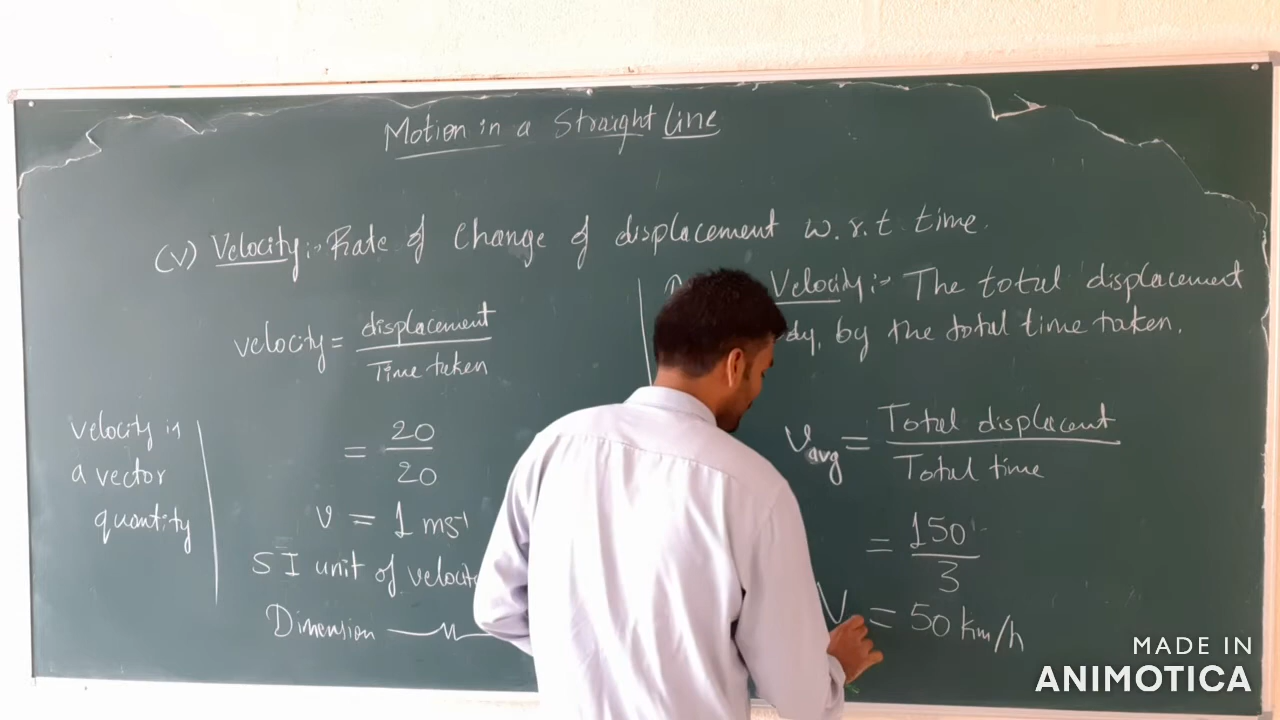 Motion in a Straight Line
(V) Velocity:- Rate of Change of displacement w.r.t time.
velocity = displacement / Time taken
= 20 / 20
v = 1 ms⁻¹
SI unit of velocity
Dimension
velocity is
a vector
quantity
Velocity:- The total displacement
by the total time taken.
Vavg = Total displacent / Total time
= 150 / 3
V = 50 km/h
MADE IN
ANIMOTICA